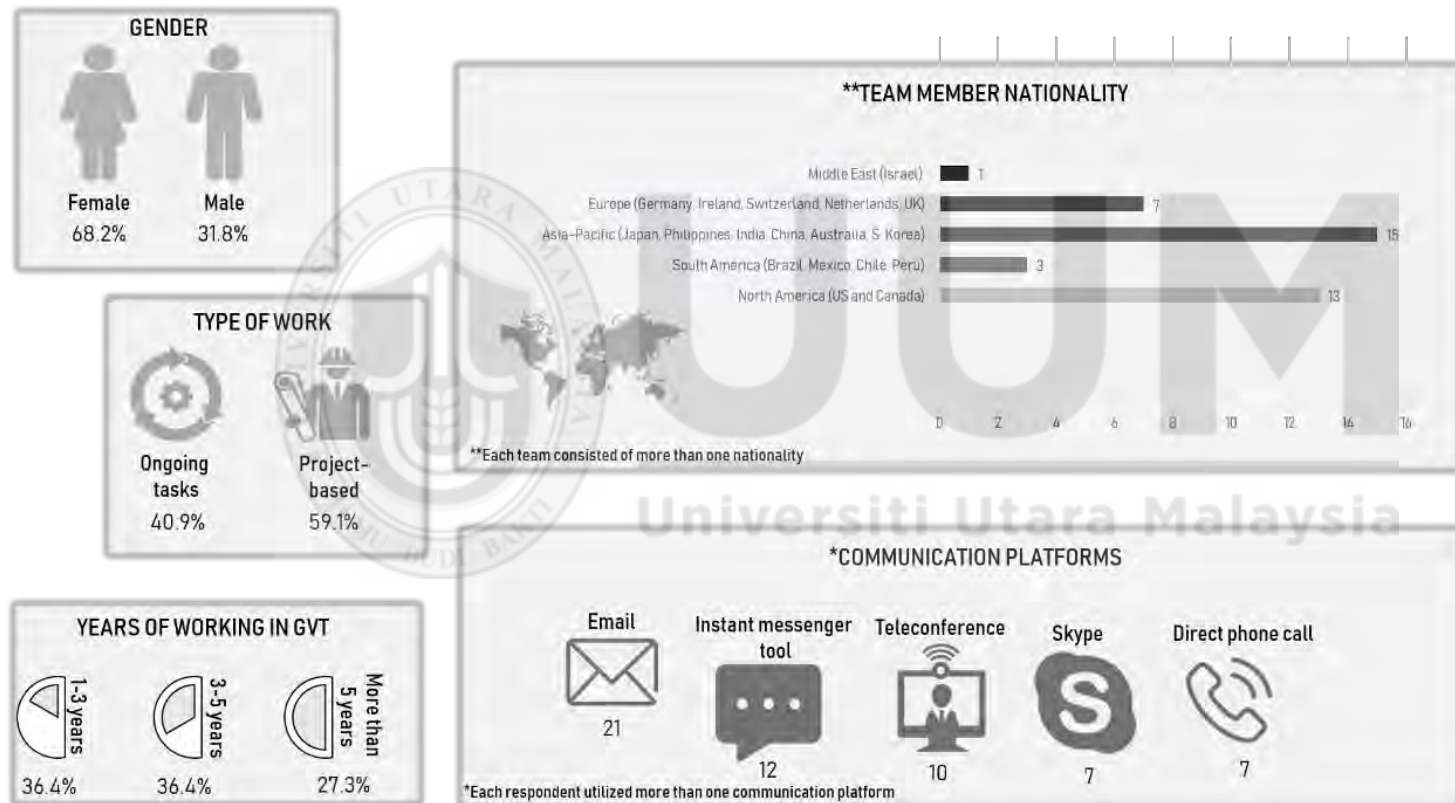 GENDER
Female
68.2%
Male
31.8%
TYPE OF WORK
Ongoing
tasks
40.9%
Project-
based
59.1%
YEARS OF WORKING IN GVT
1-3 years
36.4%
3-5 years
36.4%
More than
5 years
27.3%
**TEAM MEMBER NATIONALITY
Middle East (Israel) 1
Europe (Germany, Ireland, Switzerland, Netherlands, UK) 7
Asia-Pacific (Japan, Philippines, India, China, Australia, S. Korea) 15
South America (Brazil, Mexico, Chile, Peru) 3
North America (US and Canada) 13
0 2 4 6 8 10 12 14 16
**Each team consisted of more than one nationality
*COMMUNICATION PLATFORMS
Email
21
Instant messenger
tool
12
Teleconference
10
Skype
S
7
Direct phone call
7
*Each respondent utilized more than one communication platform
UNIVERSITI UTARA MALAYSIA
ILMU BUDI BAKTI
UUM
Universiti Utara Malaysia